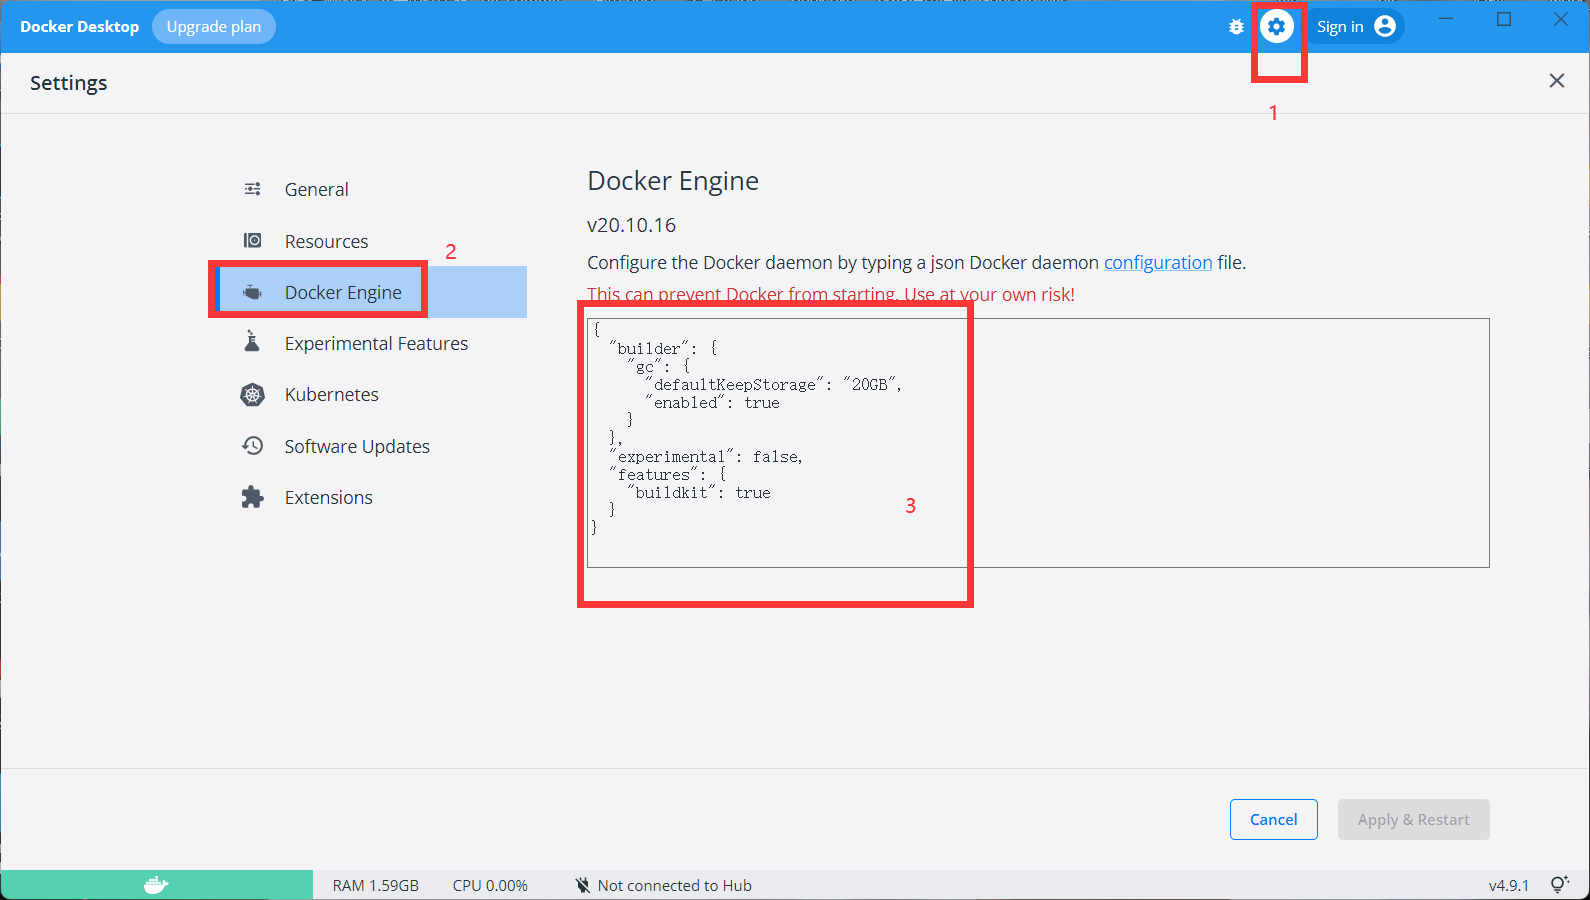 Docker Desktop
Upgrade plan
Sign in
Settings
1
General
Resources
2
Docker Engine
Experimental Features
Kubernetes
Software Updates
Extensions
Docker Engine
v20.10.16
Configure the Docker daemon by typing a json Docker daemon configuration file.
This can prevent Docker from starting. Use at your own risk!
{
  "builder": {
    "gc": {
      "defaultKeepStorage": "20GB",
      "enabled": true
    }
  },
  "experimental": false,
  "features": {
    "buildkit": true
  }
}
3
Cancel
Apply & Restart
RAM 1.59GB
CPU 0.00%
Not connected to Hub
v4.9.1